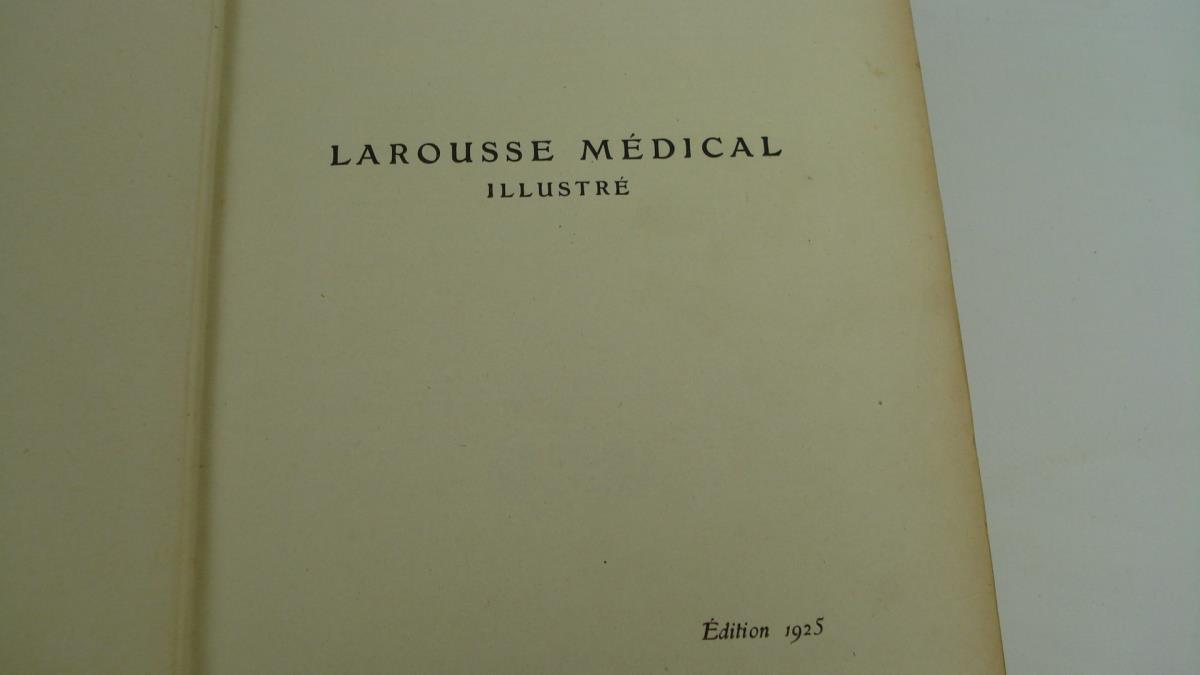 LAROUSSE MÉDICAL
ILLUSTRÉ
Édition 1925